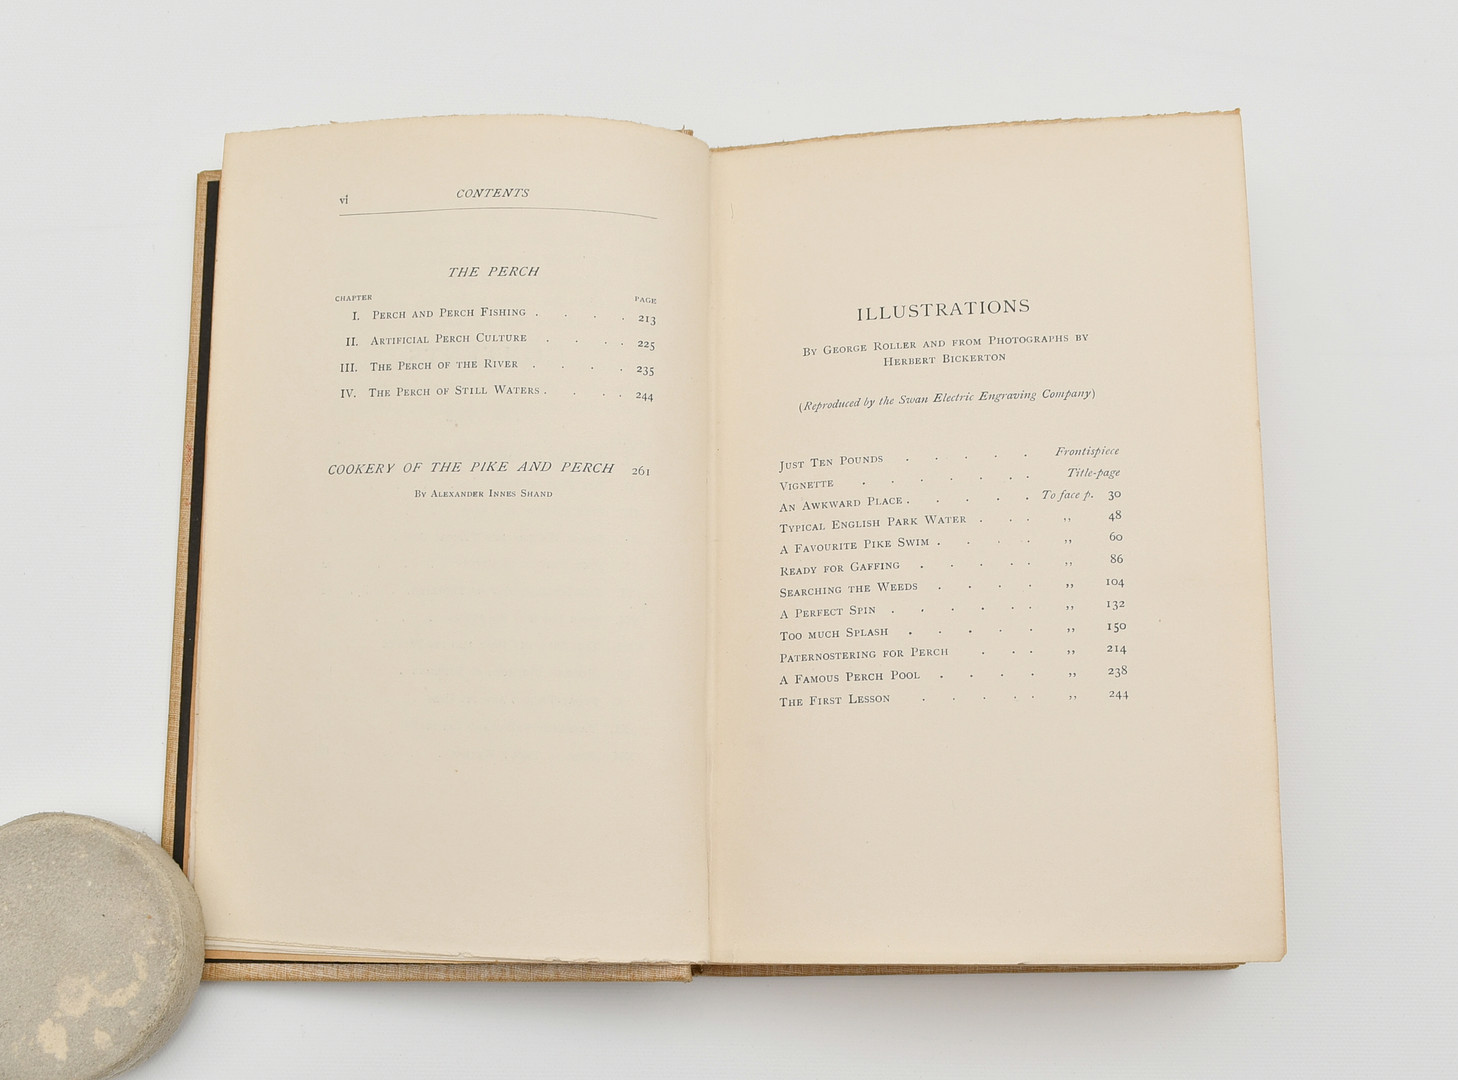 vi CONTENTS
THE PERCH
CHAPTER PAGE
I. PERCH AND PERCH FISHING . . . . 213
II. ARTIFICIAL PERCH CULTURE . . . . 225
III. THE PERCH OF THE RIVER . . . . 235
IV. THE PERCH OF STILL WATERS . . . . 244
COOKERY OF THE PIKE AND PERCH 261
BY ALEXANDER INNES SHAND
ILLUSTRATIONS
BY GEORGE ROLLER AND FROM PHOTOGRAPHS BY
HERBERT BICKERTON
(Reproduced by the Swan Electric Engraving Company)
JUST TEN POUNDS . . . . . Frontispiece
VIGNETTE . . . . . . . Title-page
AN AWKWARD PLACE . . . . . To face p. 30
TYPICAL ENGLISH PARK WATER . . . ,, 48
A FAVOURITE PIKE SWIM . . . . ,, 60
READY FOR GAFFING . . . . . ,, 86
SEARCHING THE WEEDS . . . . ,, 104
A PERFECT SPIN . . . . . . ,, 132
TOO MUCH SPLASH . . . . . ,, 150
PATERNOSTERING FOR PERCH . . . ,, 214
A FAMOUS PERCH POOL . . . . ,, 238
THE FIRST LESSON . . . . . ,, 244